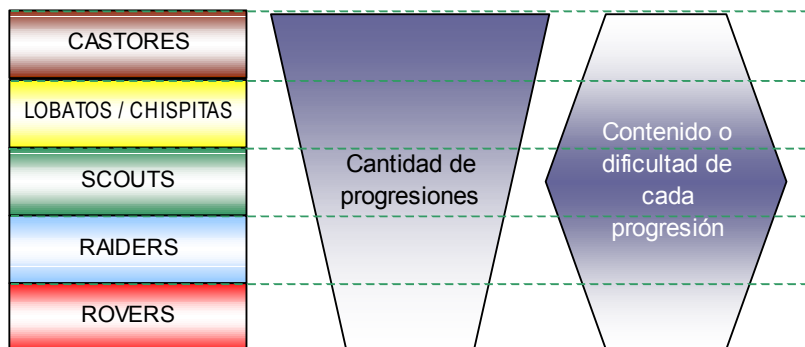 CASTORES
LOBATOS / CHISPITAS
SCOUTS
RAIDERS
ROVERS
Cantidad de
progresiones
Contenido o
dificultad de
cada
progresión